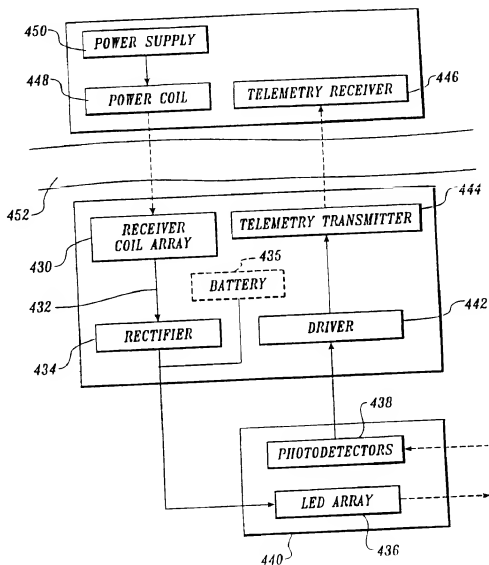 450
POWER SUPPLY
448
POWER COIL
TELEMETRY RECEIVER
446
452
444
RECEIVER
COIL ARRAY
TELEMETRY TRANSMITTER
430
435
BATTERY
432
442
RECTIFIER
DRIVER
434
438
PHOTODETECTORS
LED ARRAY
440
436